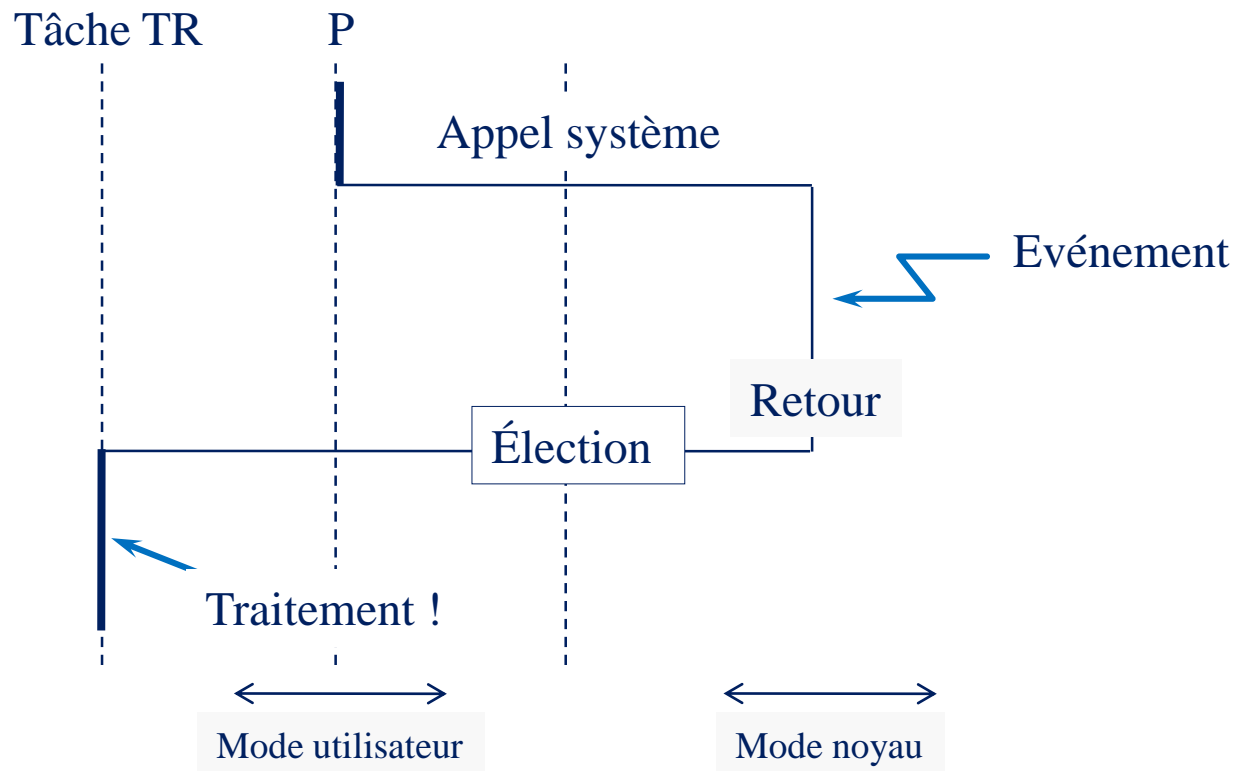 Tâche TR
P
Appel système
Evénement
Retour
Élection
Traitement !
Mode utilisateur
Mode noyau